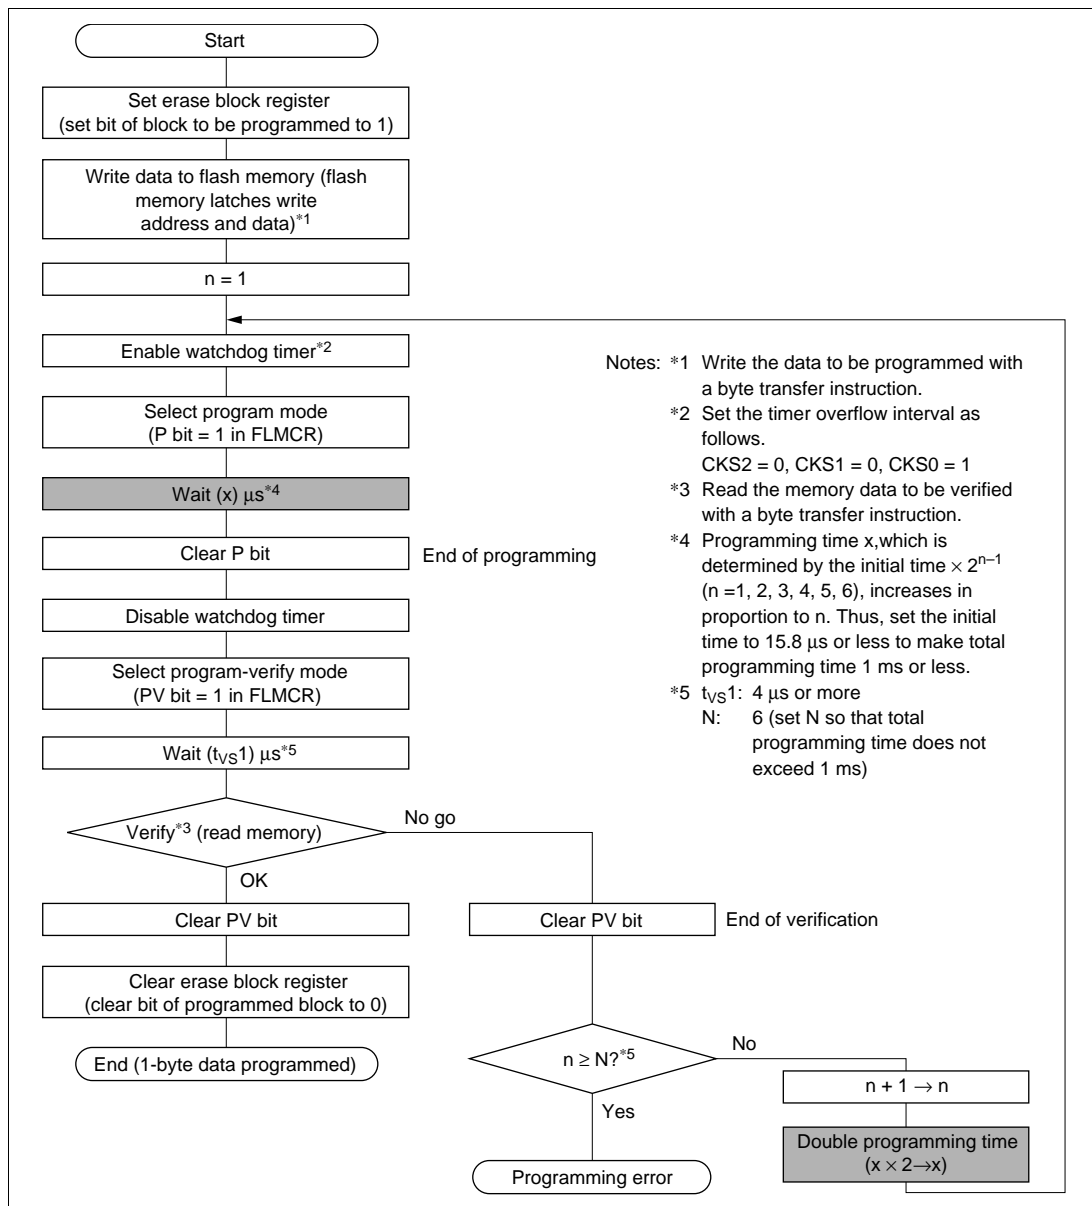 Start
Set erase block register
(set bit of block to be programmed to 1)
Write data to flash memory (flash
memory latches write
address and data)*1
n = 1
Enable watchdog timer*2
Select program mode
(P bit = 1 in FLMCR)
Wait (x) μs*4
Clear P bit
End of programming
Disable watchdog timer
Select program-verify mode
(PV bit = 1 in FLMCR)
Wait (tVS1) μs*5
Verify*3 (read memory)
No go
OK
Clear PV bit
Clear erase block register
(clear bit of programmed block to 0)
End (1-byte data programmed)
Clear PV bit
End of verification
n ≥ N?*5
No
Yes
Programming error
n + 1 → n
Double programming time
(x × 2→x)
Notes: *1 Write the data to be programmed with
a byte transfer instruction.
*2 Set the timer overflow interval as
follows.
CKS2 = 0, CKS1 = 0, CKS0 = 1
*3 Read the memory data to be verified
with a byte transfer instruction.
*4 Programming time x,which is
determined by the initial time × 2n–1
(n =1, 2, 3, 4, 5, 6), increases in
proportion to n. Thus, set the initial
time to 15.8 μs or less to make total
programming time 1 ms or less.
*5 tVS1: 4 μs or more
N: 6 (set N so that total
programming time does not
exceed 1 ms)